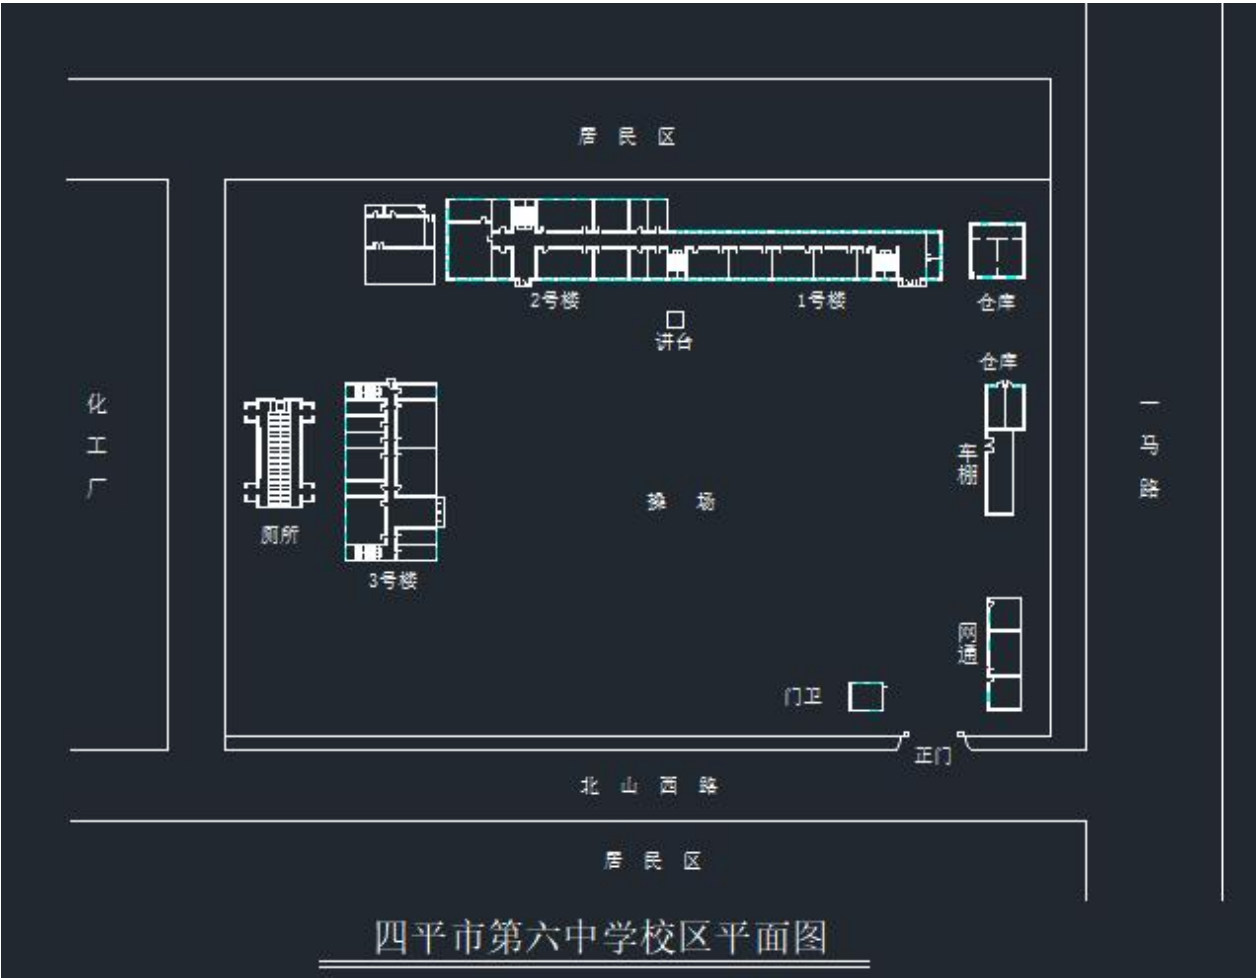 居民区
2号楼
1号楼
仓库
讲台
仓库
化工厂
一马路
车棚
操场
厕所
3号楼
网通
门卫
正门
北山西路
居民区
四平市第六中学校区平面图